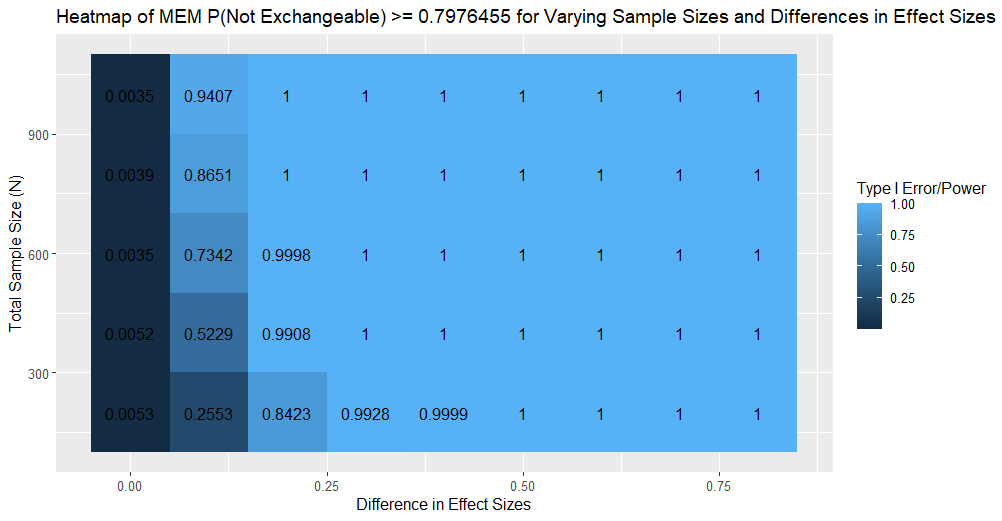 Heatmap of MEM P(Not Exchangeable) >= 0.7976455 for Varying Sample Sizes and Differences in Effect Sizes
Total Sample Size (N)
900
600
300
0.0035 0.9407 1 1 1 1 1 1 1
0.0039 0.8651 1 1 1 1 1 1 1
0.0035 0.7342 0.9998 1 1 1 1 1 1
0.0052 0.5229 0.9908 1 1 1 1 1 1
0.0053 0.2553 0.8423 0.9928 0.9999 1 1 1 1
0.00 0.25 0.50 0.75
Difference in Effect Sizes
Type I Error/Power
1.00
0.75
0.50
0.25